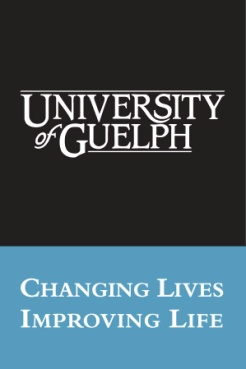 UNIVERSITY
of GUELPH
CHANGING LIVES
IMPROVING LIFE